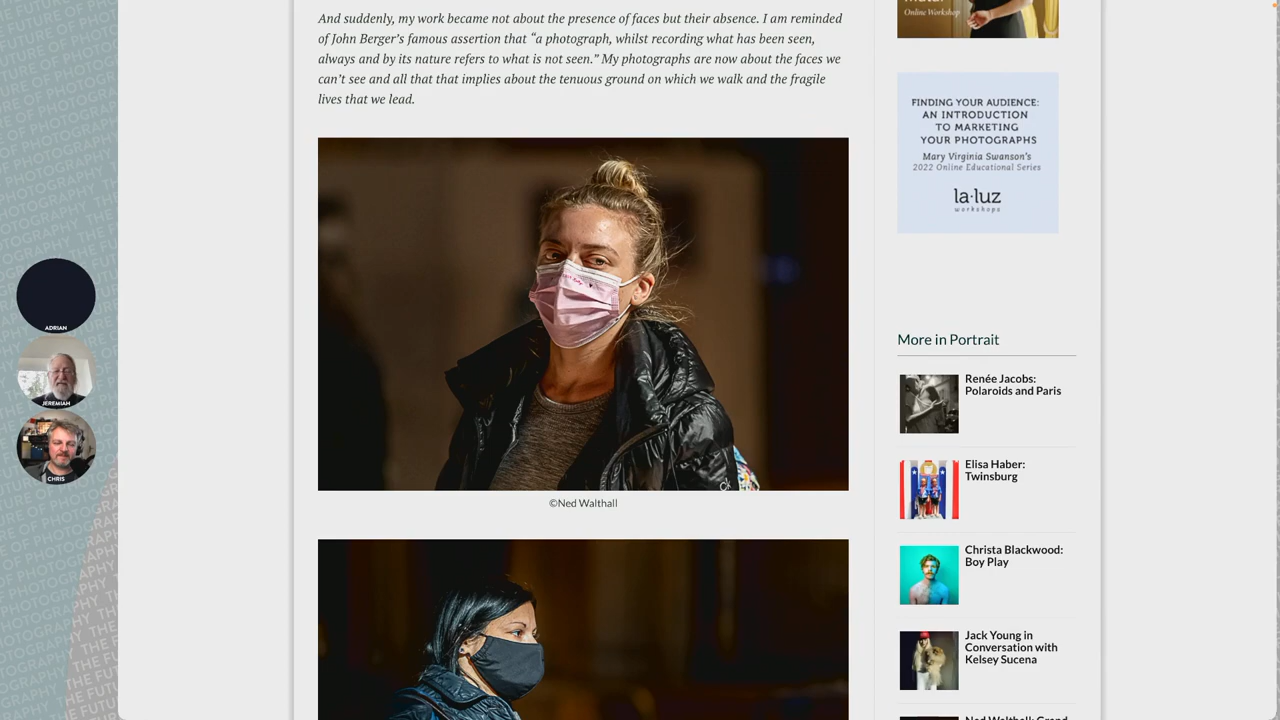 And suddenly, my work became not about the presence of faces but their absence. I am reminded
of John Berger’s famous assertion that “a photograph, whilst recording what has been seen,
always and by its nature refers to what is not seen.” My photographs are now about the faces we
can’t see and all that that implies about the tenuous ground on which we walk and the fragile
lives that we lead.
©Ned Walthall
Online Workshop
FINDING YOUR AUDIENCE:
AN INTRODUCTION
TO MARKETING
YOUR PHOTOGRAPHS
Mary Virginia Swanson's
2022 Online Educational Series
la·luz
workshops
More in Portrait
Renée Jacobs:
Polaroids and Paris
Elisa Haber:
Twinsburg
Christa Blackwood:
Boy Play
Jack Young in
Conversation with
Kelsey Sucena
ADRIAN
JEREMIAH
CHRIS